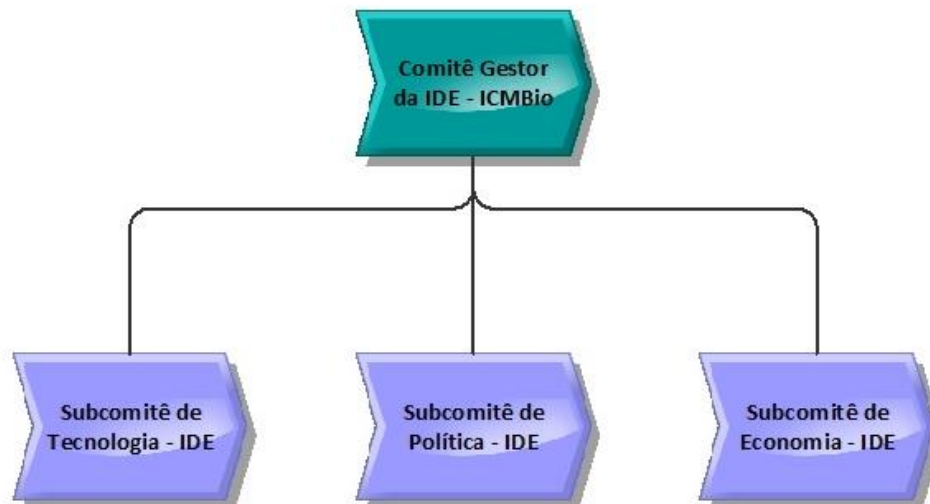 Comitê Gestor
da IDE - ICMBio
Subcomitê de
Tecnologia - IDE
Subcomitê de
Política - IDE
Subcomitê de
Economia - IDE